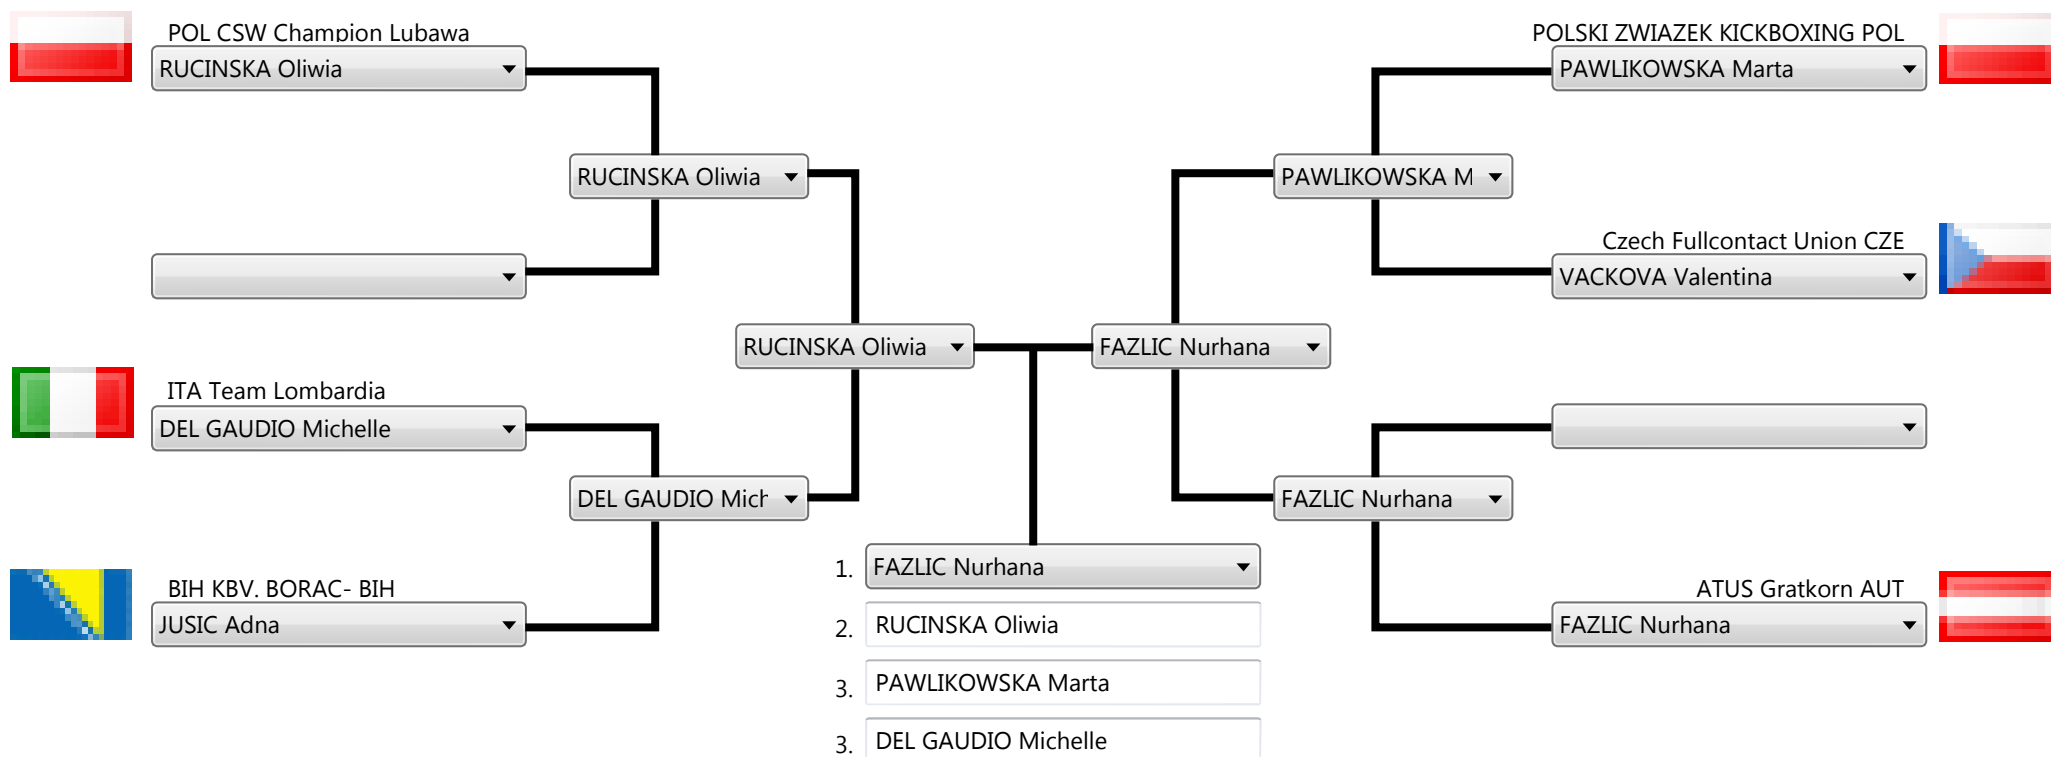 POL CSW Champion Lubawa
RUCINSKA Oliwia
POLSKI ZWIAZEK KICKBOXING POL
PAWLIKOWSKA Marta
RUCINSKA Oliwia
PAWLIKOWSKA M
Czech Fullcontact Union CZE
VACKOVA Valentina
RUCINSKA Oliwia
FAZLIC Nurhana
ITA Team Lombardia
DEL GAUDIO Michelle
DEL GAUDIO Mich
FAZLIC Nurhana
BIH KBV. BORAC- BIH
JUSIC Adna
ATUS Gratkorn AUT
FAZLIC Nurhana
1. FAZLIC Nurhana
2. RUCINSKA Oliwia
3. PAWLIKOWSKA Marta
3. DEL GAUDIO Michelle